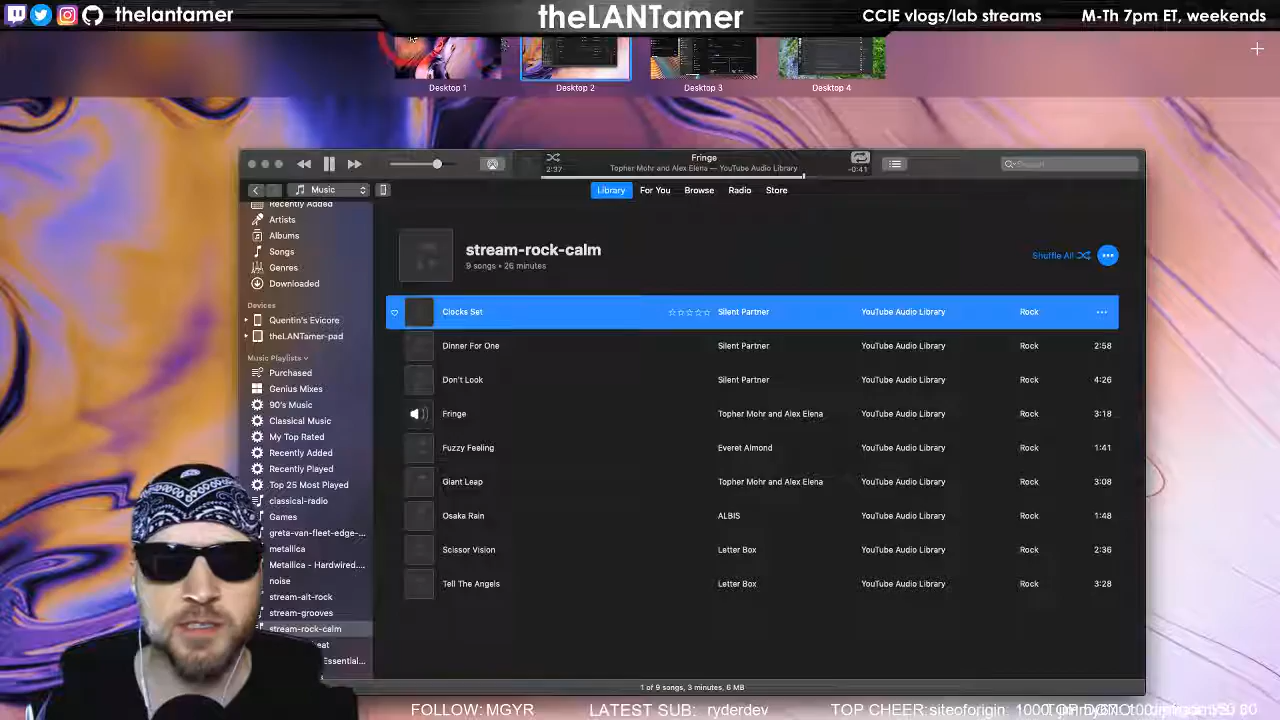 thelantamer
theLANTamer
CCIE vlogs/lab streams
M-Th 7pm ET, weekends
Desktop 1
Desktop 2
Desktop 3
Desktop 4
Fringe
2:37
Topher Mohr and Alex Elena — YouTube Audio Library
-0:41
Search
Music
Library
For You
Browse
Radio
Store
Recently Added
Artists
Albums
Songs
Genres
Downloaded
Devices
Quentin's Evicore
theLANTamer-pad
Music Playlists
Purchased
Genius Mixes
90's Music
Classical Music
My Top Rated
Recently Added
Recently Played
Top 25 Most Played
classical-radio
Games
greta-van-fleet-edge-...
metallica
Metallica - Hardwired....
noise
stream-alt-rock
stream-grooves
stream-rock-calm
stream-rock-calm
9 songs • 26 minutes
Shuffle All
Clocks Set Silent Partner YouTube Audio Library Rock
Dinner For One Silent Partner YouTube Audio Library Rock 2:58
Don't Look Silent Partner YouTube Audio Library Rock 4:26
Fringe Topher Mohr and Alex Elena YouTube Audio Library Rock 3:18
Fuzzy Feeling Everet Almond YouTube Audio Library Rock 1:41
Giant Leap Topher Mohr and Alex Elena YouTube Audio Library Rock 3:08
Osaka Rain ALBIS YouTube Audio Library Rock 1:48
Scissor Vision Letter Box YouTube Audio Library Rock 2:36
Tell The Angels Letter Box YouTube Audio Library Rock 3:28
1 of 9 songs, 3 minutes, 6 MB
FOLLOW: MGYR
LATEST SUB: ryderdev
TOP CHEER: siteoforigin 1000